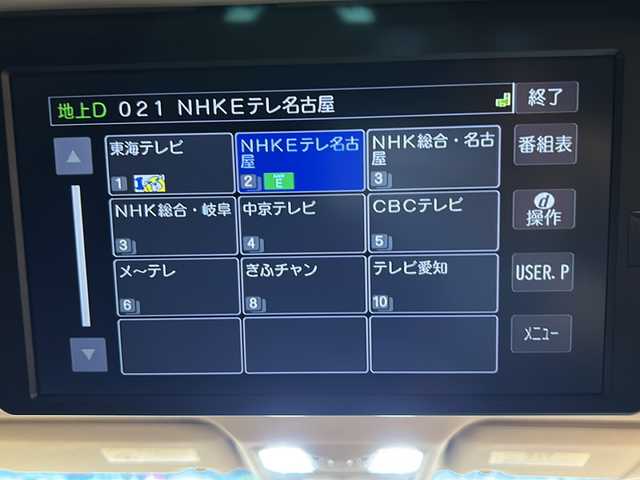 地上D 021 NHKEテレ名古屋
終了
東海テレビ
1
NHKEテレ名古
屋
2 E
NHK総合・名古
屋
3
番組表
NHK総合・岐阜
3
中京テレビ
4
CBCテレビ
5
d
操作
メ〜テレ
6
ぎふチャン
8
テレビ愛知
10
USER. P
メニュー